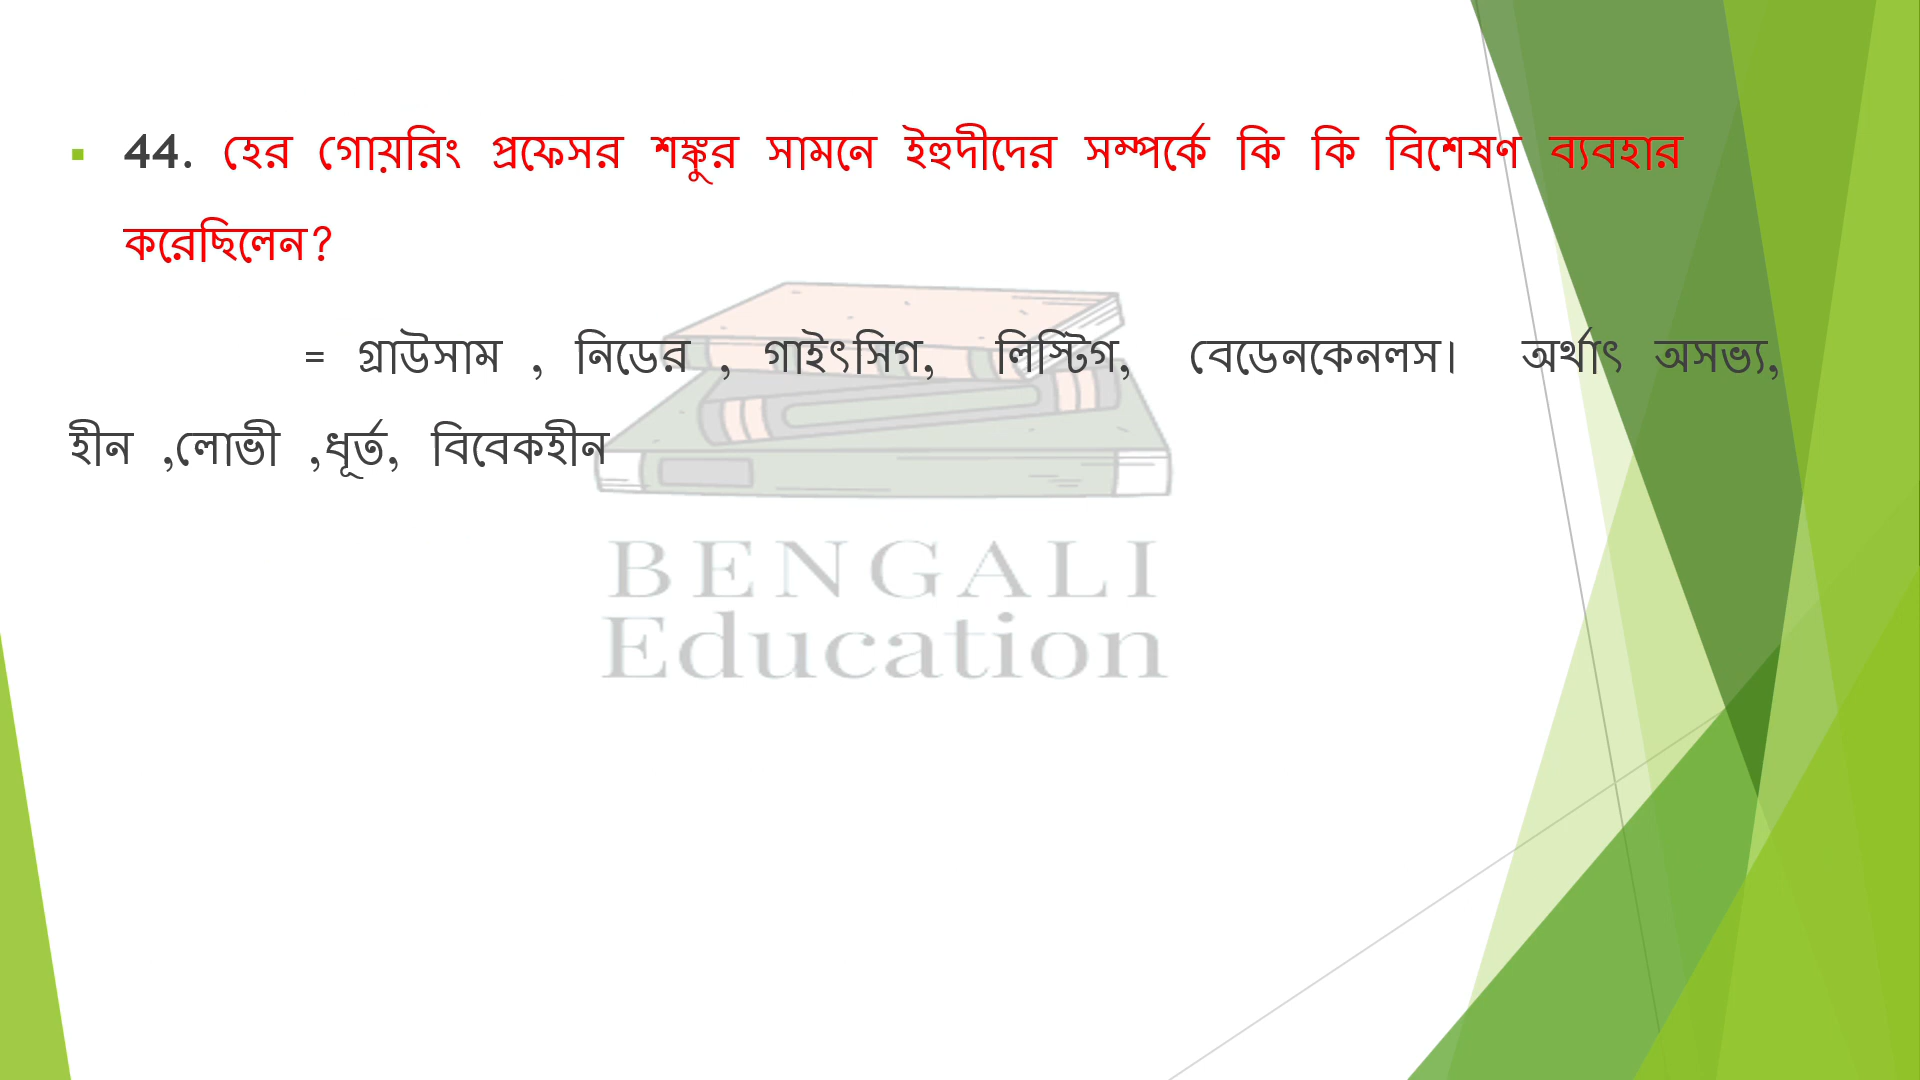 ▪ 44. হের গোয়রিং প্রফেসর শঙ্কুর সামনে ইহুদীদের সম্পর্কে কি কি বিশেষণ ব্যবহার
করেছিলেন?
= গ্রাউসাম , নিডের , গাইৎসিগ, লিস্টিগ, বেডেনকেনলস। অর্থাৎ অসভ্য,
হীন ,লোভী ,ধূর্ত, বিবেকহীন
BENGALI
Education